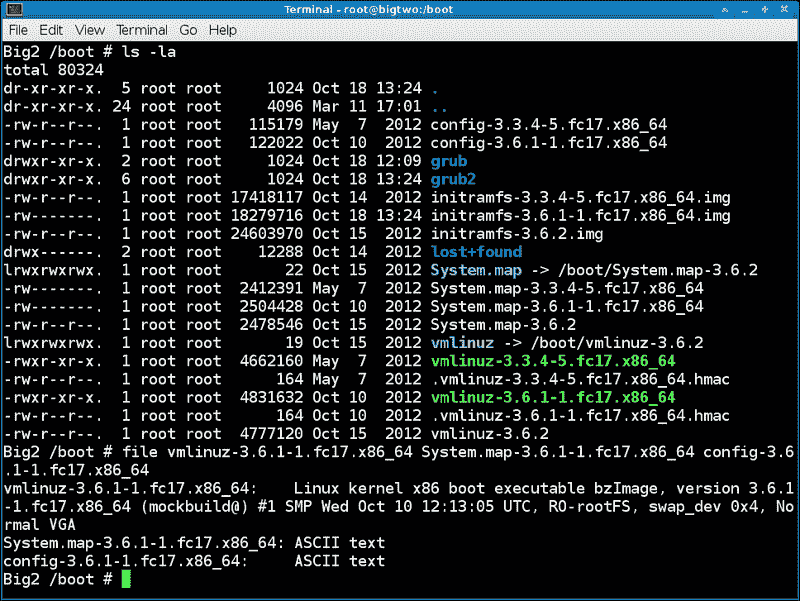 Terminal - root@bigtwo:/boot
File Edit View Terminal Go Help
Big2 /boot # ls -la
total 80324
dr-xr-xr-x.  5 root root     1024 Oct 18 13:24 .
dr-xr-xr-x. 24 root root     4096 Mar 11 17:01 ..
-rw-r--r--.  1 root root   115179 May  7  2012 config-3.3.4-5.fc17.x86_64
-rw-r--r--.  1 root root   122022 Oct 10  2012 config-3.6.1-1.fc17.x86_64
drwxr-xr-x.  2 root root     1024 Oct 18 12:09 grub
drwxr-xr-x.  6 root root     1024 Oct 18 13:24 grub2
-rw-r--r--.  1 root root 17418117 Oct 14  2012 initramfs-3.3.4-5.fc17.x86_64.img
-rw-------.  1 root root 18279716 Oct 18 13:24 initramfs-3.6.1-1.fc17.x86_64.img
-rw-r--r--.  1 root root 24603970 Oct 15  2012 initramfs-3.6.2.img
drwx------.  2 root root    12288 Oct 14  2012 lost+found
lrwxrwxrwx.  1 root root       22 Oct 15  2012 System.map -> /boot/System.map-3.6.2
-rw-------.  1 root root  2412391 May  7  2012 System.map-3.3.4-5.fc17.x86_64
-rw-------.  1 root root  2504428 Oct 10  2012 System.map-3.6.1-1.fc17.x86_64
-rw-r--r--.  1 root root  2478546 Oct 15  2012 System.map-3.6.2
lrwxrwxrwx.  1 root root       19 Oct 15  2012 vmlinuz -> /boot/vmlinuz-3.6.2
-rwxr-xr-x.  1 root root  4662160 May  7  2012 vmlinuz-3.3.4-5.fc17.x86_64
-rw-r--r--.  1 root root      164 May  7  2012 .vmlinuz-3.3.4-5.fc17.x86_64.hmac
-rwxr-xr-x.  1 root root  4831632 Oct 10  2012 vmlinuz-3.6.1-1.fc17.x86_64
-rw-r--r--.  1 root root      164 Oct 10  2012 .vmlinuz-3.6.1-1.fc17.x86_64.hmac
-rw-r--r--.  1 root root  4777120 Oct 15  2012 vmlinuz-3.6.2
Big2 /boot # file vmlinuz-3.6.1-1.fc17.x86_64 System.map-3.6.1-1.fc17.x86_64 config-3.6
.1-1.fc17.x86_64
vmlinuz-3.6.1-1.fc17.x86_64:    Linux kernel x86 boot executable bzImage, version 3.6.1
-1.fc17.x86_64 (mockbuild@) #1 SMP Wed Oct 10 12:13:05 UTC, RO-rootFS, swap_dev 0x4, No
rmal VGA
System.map-3.6.1-1.fc17.x86_64: ASCII text
config-3.6.1-1.fc17.x86_64:     ASCII text
Big2 /boot #